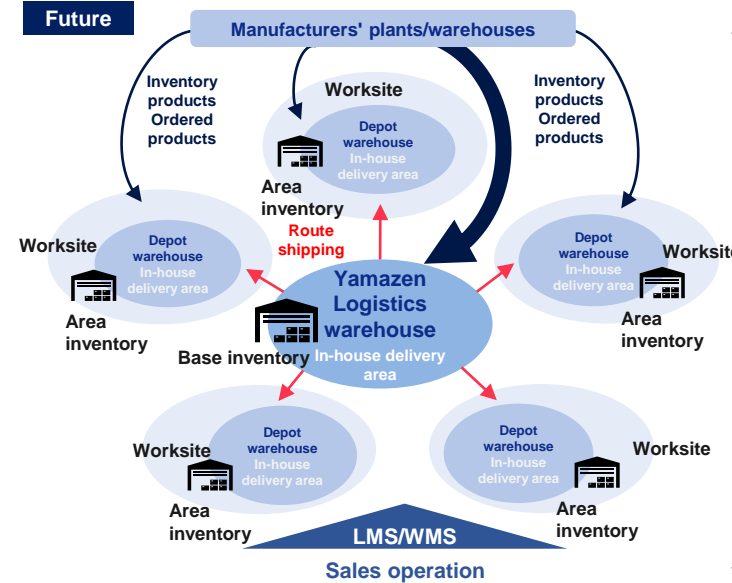 Future
Manufacturers' plants/warehouses
Inventory
products
Ordered
products
Worksite
Inventory
products
Ordered
products
Depot
warehouse
In-house
delivery area
Area
inventory
Route
shipping
Worksite
Depot
warehouse
In-house
delivery area
Area
inventory
Depot
warehouse
In-house
delivery area
Worksite
Area
inventory
Yamazen
Logistics
warehouse
In-house delivery
area
Base inventory
Worksite
Depot
warehouse
In-house
delivery area
Area
inventory
Depot
warehouse
In-house
delivery area
Worksite
Area
inventory
LMS/WMS
Sales operation